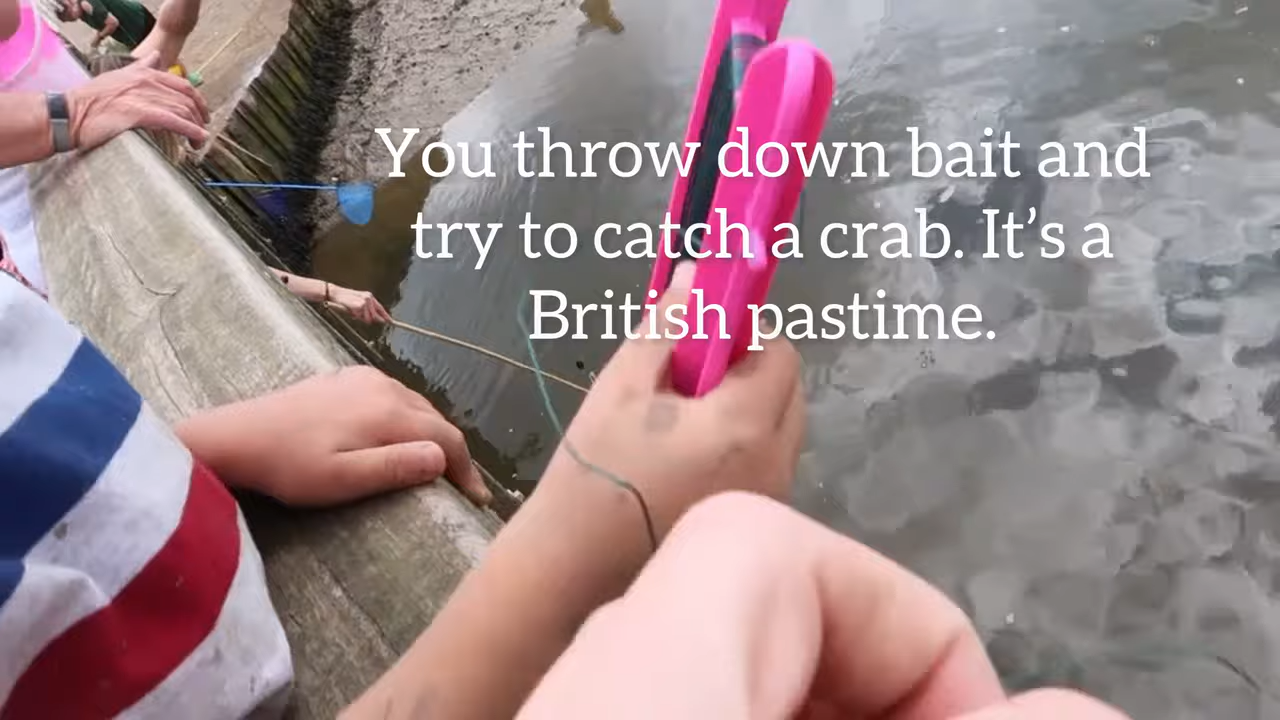 You throw down bait and
try to catch a crab. It’s a
British pastime.